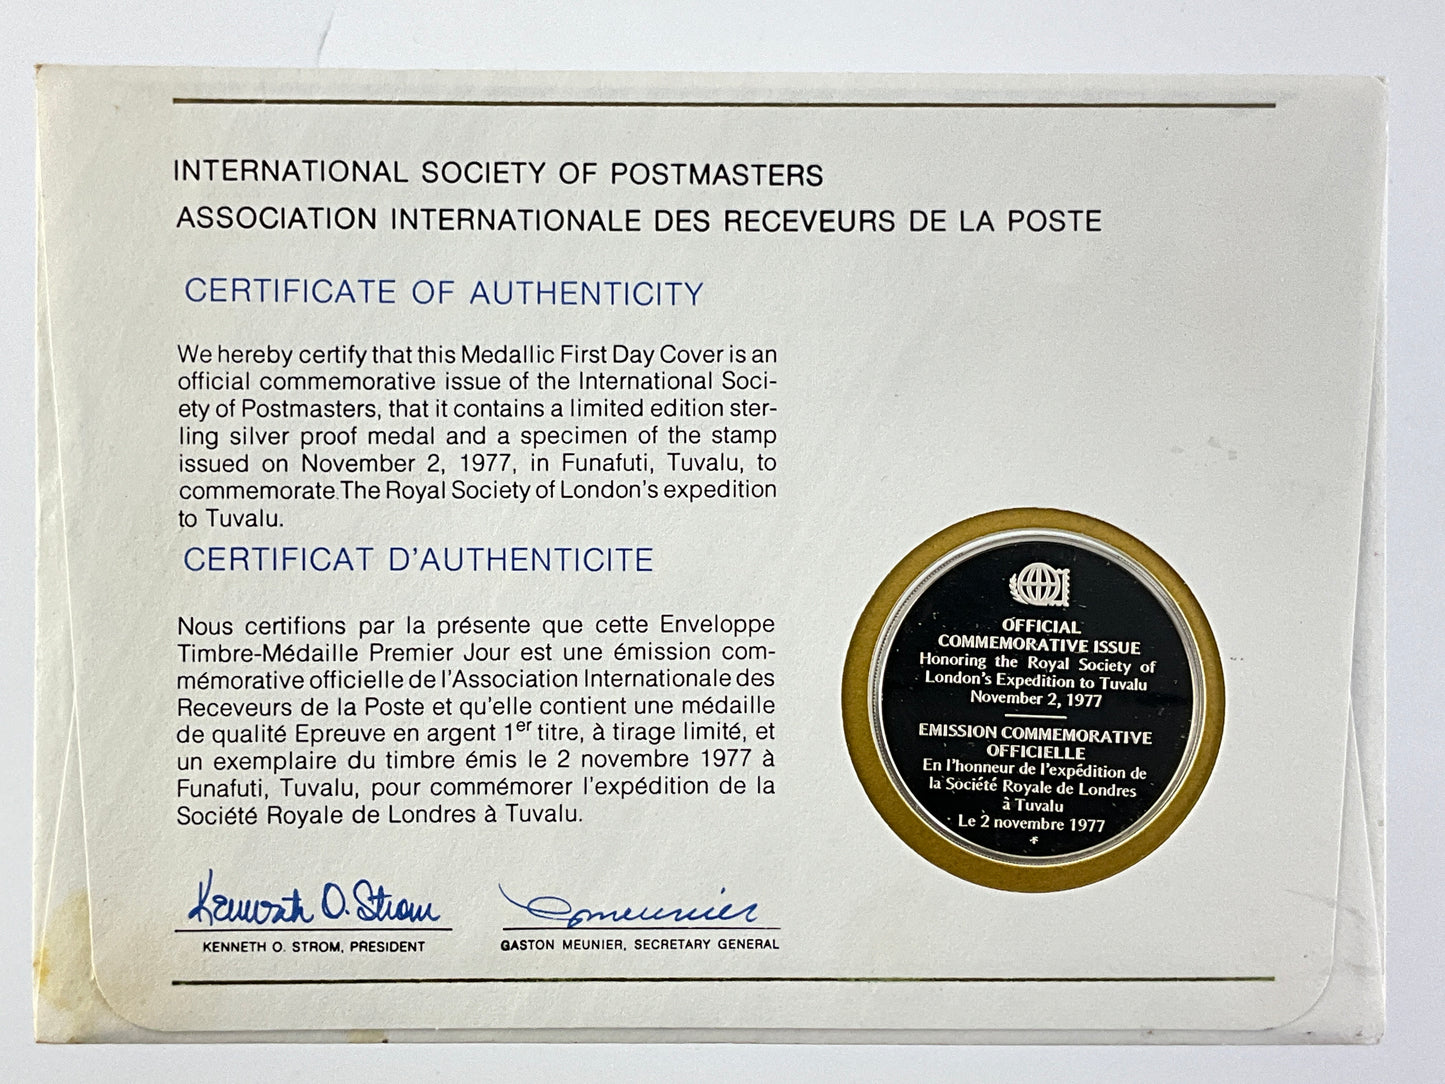 INTERNATIONAL SOCIETY OF POSTMASTERS
ASSOCIATION INTERNATIONALE DES RECEVEURS DE LA POSTE
CERTIFICATE OF AUTHENTICITY
We hereby certify that this Medallic First Day Cover is an
official commemorative issue of the International Soci-
ety of Postmasters, that it contains a limited edition ster-
ling silver proof medal and a specimen of the stamp
issued on November 2, 1977, in Funafuti, Tuvalu, to
commemorate The Royal Society of London's expedition
to Tuvalu.
CERTIFICAT D'AUTHENTICITE
Nous certifions par la présente que cette Enveloppe
Timbre-Médaille Premier Jour est une émission com-
mémorative officielle de l'Association Internationale des
Receveurs de la Poste et qu'elle contient une médaille
de qualité Epreuve en argent 1er titre, à tirage limité, et
un exemplaire du timbre émis le 2 novembre 1977 à
Funafuti, Tuvalu, pour commémorer l'expédition de la
Société Royale de Londres à Tuvalu.
Kenneth O. Strom
KENNETH O. STROM, PRESIDENT
Gmeunier
GASTON MEUNIER, SECRETARY GENERAL
OFFICIAL
COMMEMORATIVE ISSUE
Honoring the Royal Society of
London's Expedition to Tuvalu
November 2, 1977
EMISSION COMMEMORATIVE
OFFICIELLE
En l'honneur de l'expédition de
la Société Royale de Londres
à Tuvalu
Le 2 novembre 1977